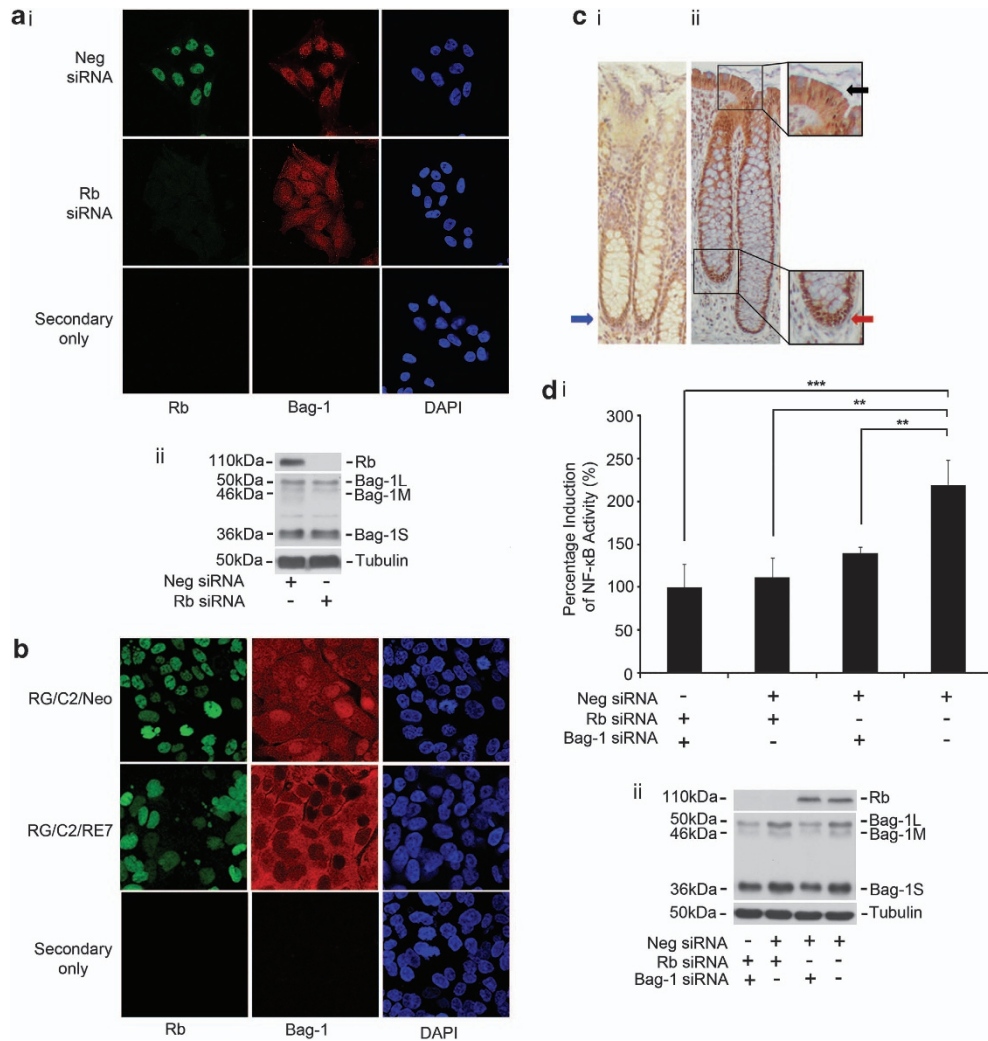 a i
Neg
siRNA
Rb
siRNA
Secondary
only
Rb Bag-1 DAPI
ii
110kDa – – Rb
50kDa – – Bag-1L
46kDa – – Bag-1M
36kDa – – Bag-1S
50kDa – – Tubulin
Neg siRNA + -
Rb siRNA - +
b
RG/C2/Neo
RG/C2/RE7
Secondary
only
Rb Bag-1 DAPI
c i ii
d i
***
**
**
Percentage Induction
of NF-κB Activity (%)
300
250
200
150
100
50
0
Neg siRNA - + + +
Rb siRNA + + - -
Bag-1 siRNA + - + -
ii
110kDa – – Rb
50kDa – – Bag-1L
46kDa – – Bag-1M
36kDa – – Bag-1S
50kDa – – Tubulin
Neg siRNA - + + +
Rb siRNA + + - -
Bag-1 siRNA + - + -